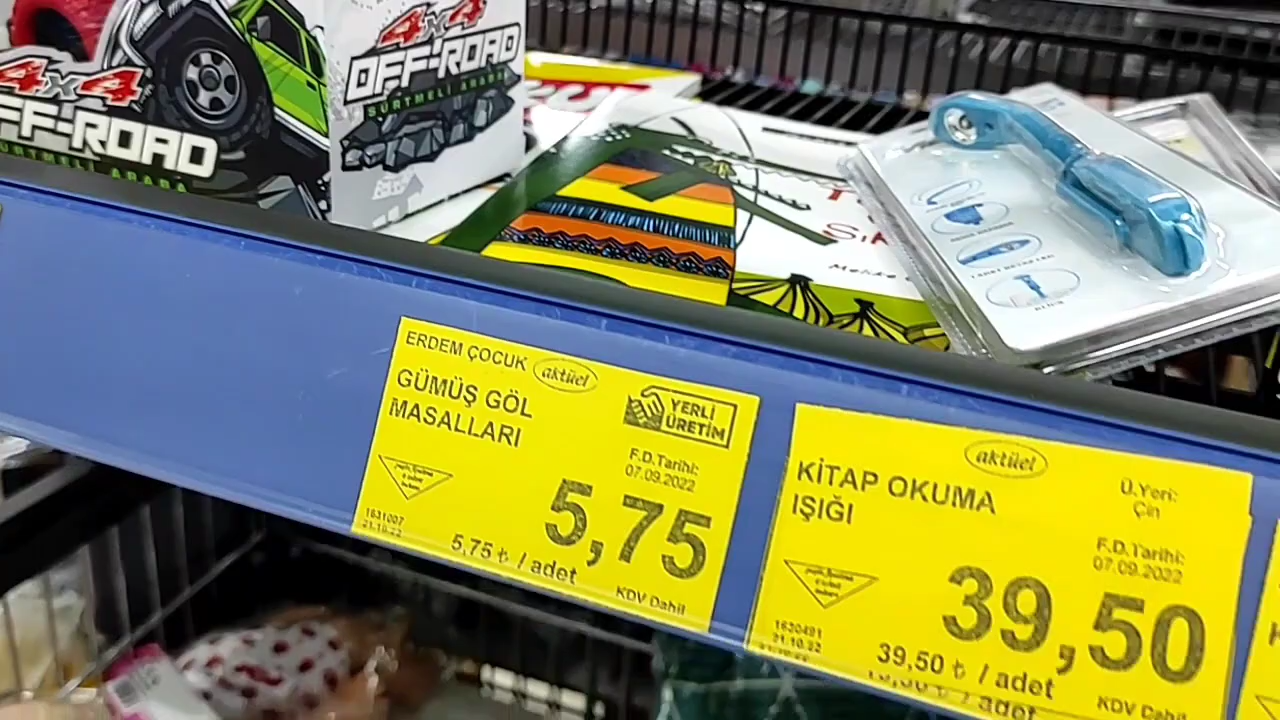 4x4
OFF-ROAD
SÜRTMELİ ARABA
4x4
OFF-ROAD
SÜRTMELİ ARABA
ERDEM ÇOCUK
aktüel
GÜMÜŞ GÖL
MASALLARI
YERLİ
ÜRETİM
F.D.Tarihi:
07.09.2022
5,75
1631007
21.10.22
5,75 ₺ / adet
KDV Dahil
aktüel
KİTAP OKUMA
IŞIĞI
Ü.Yeri:
Çin
F.D.Tarihi:
07.09.2022
39,50
1630491
21.10.22
39,50 ₺ / adet
/ adet
KDV Dahil